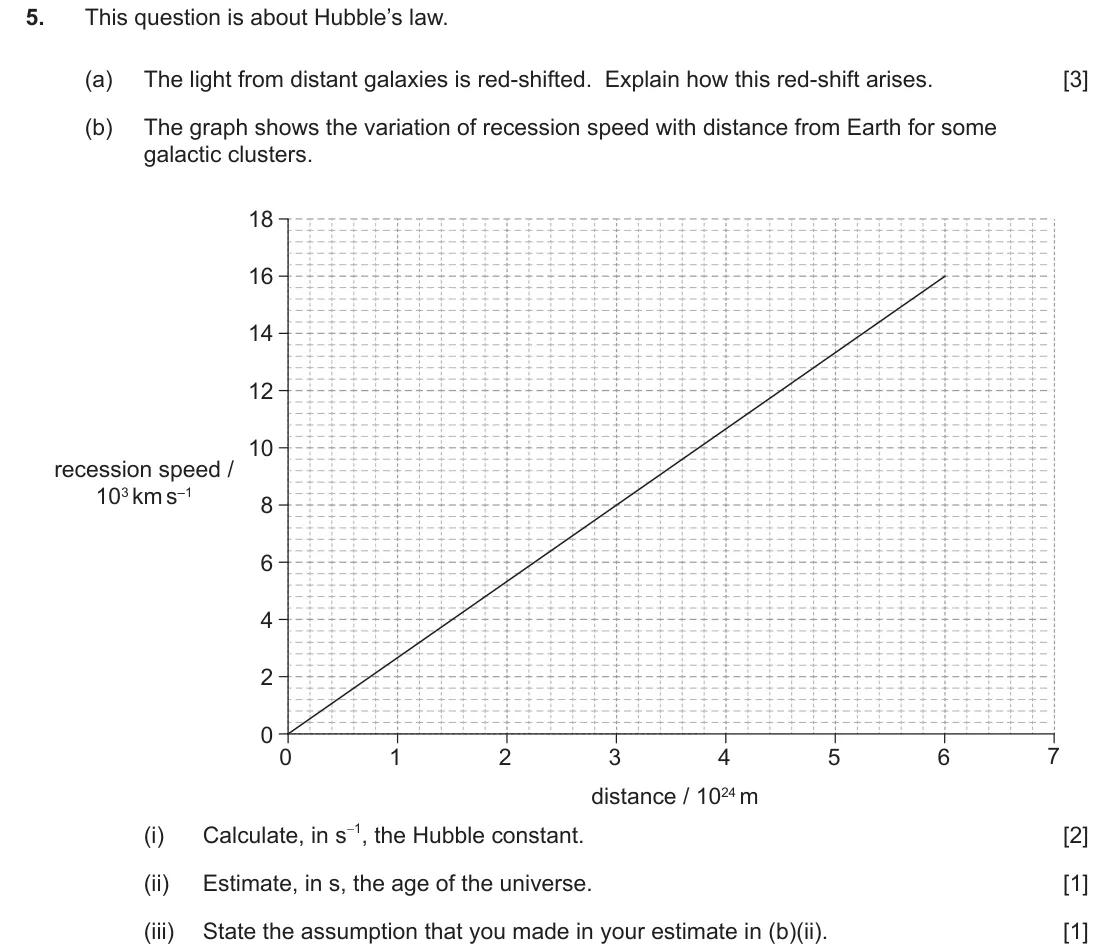 5. This question is about Hubble’s law.
(a) The light from distant galaxies is red-shifted. Explain how this red-shift arises. [3]
(b) The graph shows the variation of recession speed with distance from Earth for some
galactic clusters.
18
16
14
12
10
recession speed /
10³ km s⁻¹
8
6
4
2
0
0 1 2 3 4 5 6 7
distance / 10²⁴ m
(i) Calculate, in s⁻¹, the Hubble constant. [2]
(ii) Estimate, in s, the age of the universe. [1]
(iii) State the assumption that you made in your estimate in (b)(ii). [1]